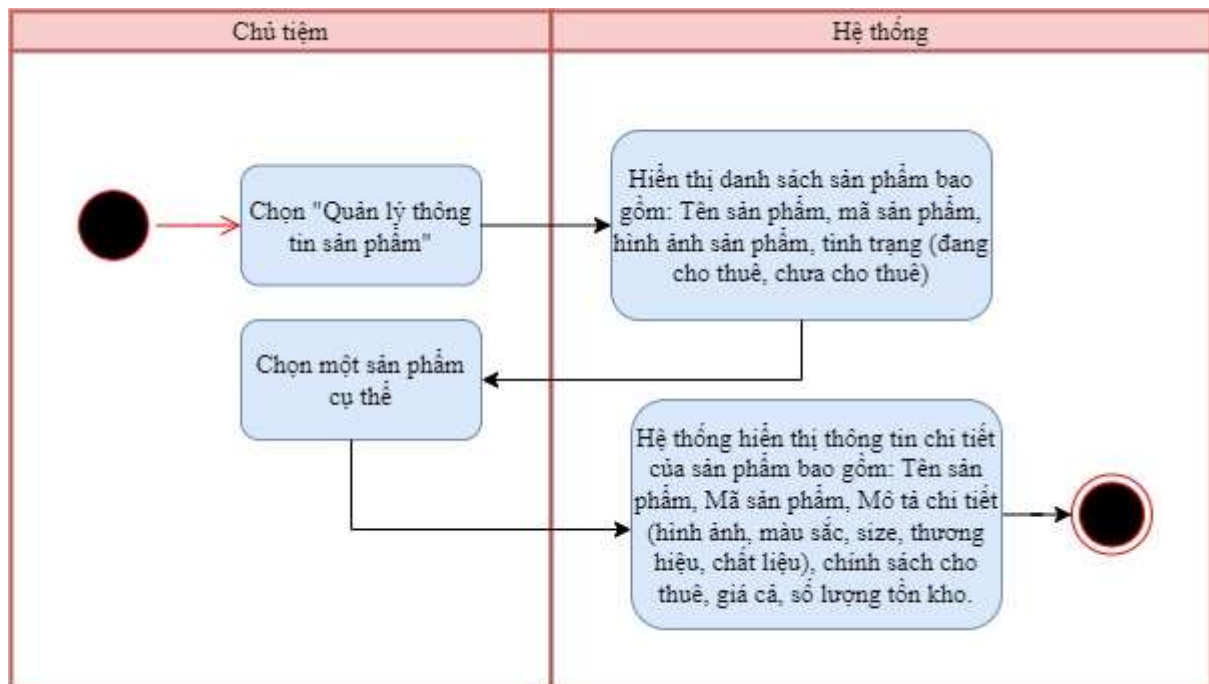 Chủ tiệm
Hệ thống
Chọn "Quản lý thông
tin sản phẩm"
Hiển thị danh sách sản phẩm bao
gồm: Tên sản phẩm, mã sản phẩm,
hình ảnh sản phẩm, tình trạng (đang
cho thuê, chưa cho thuê)
Chọn một sản phẩm
cụ thể
Hệ thống hiển thị thông tin chi tiết
của sản phẩm bao gồm: Tên sản
phẩm, Mã sản phẩm, Mô tả chi tiết
(hình ảnh, màu sắc, size, thương
hiệu, chất liệu), chính sách cho
thuê, giá cả, số lượng tồn kho.